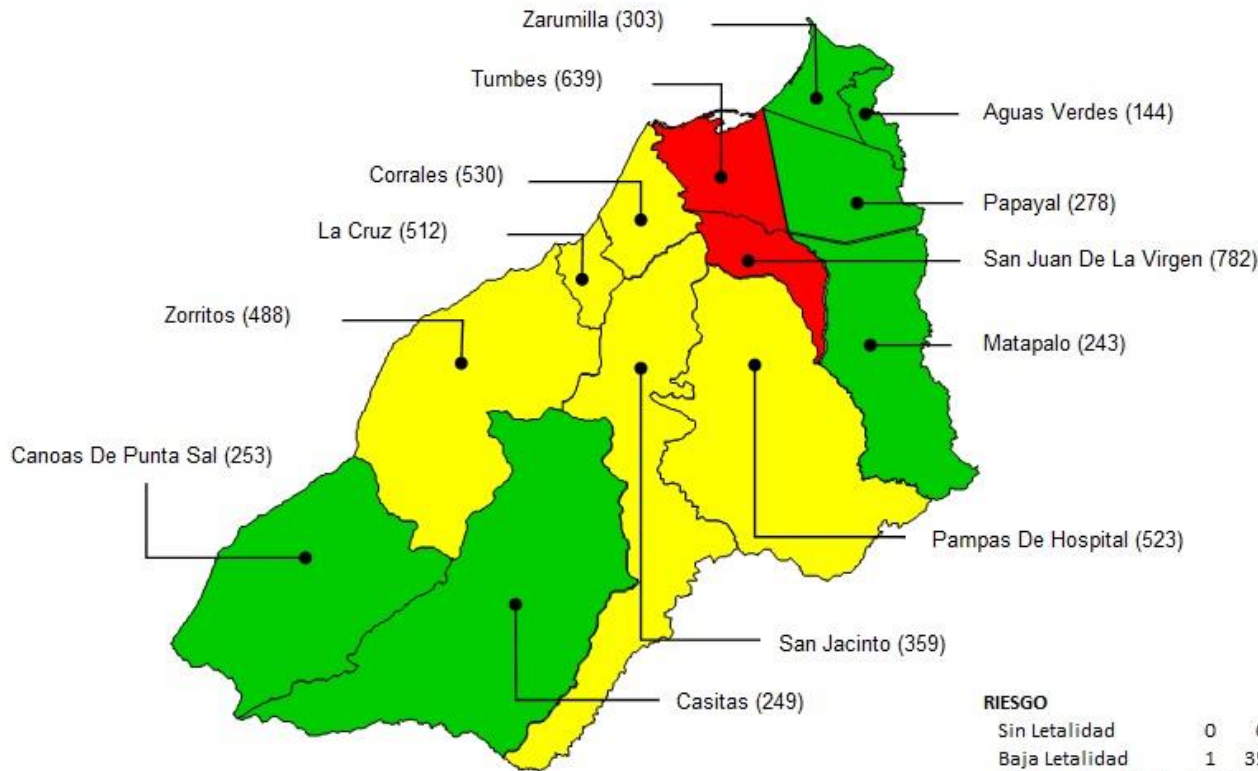 Zarumilla (303)
Tumbes (639)
Aguas Verdes (144)
Corrales (530)
Papayal (278)
La Cruz (512)
San Juan De La Virgen (782)
Zorritos (488)
Matapalo (243)
Canoas De Punta Sal (253)
Pampas De Hospital (523)
San Jacinto (359)
Casitas (249)
RIESGO
Sin Letalidad 0
Baja Letalidad 1